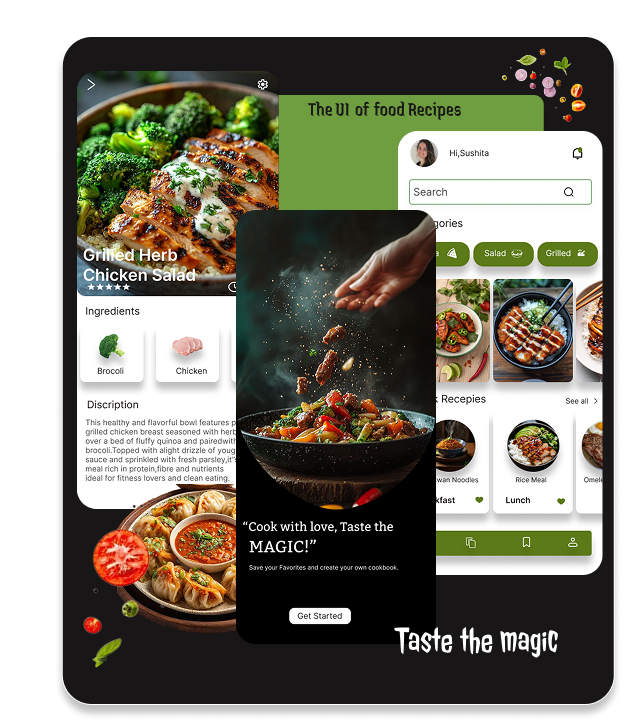 The UI of food Recipes
Grilled Herb
Chicken Salad
Ingredients
Brocoli
Chicken
Discription
This healthy and flavorful bowl features
grilled chicken breast seasoned with herb
over a bed of fluffy quinoa and pairedwith
brocoli.Topped with alight drizzle of youg
sauce and sprinkled with fresh parsley,it's
meal rich in protein,fibre and nutrients
ideal for fitness lovers and clean eating.
“Cook with love, Taste the
MAGIC!”
Save your Favorites and create your own cookbook.
Get Started
Hi,Sushita
Search
gories
a
Salad
Grilled
Recepies
See all
wan Noodles
Rice Meal
Omele
kfast
Lunch
Taste the magic